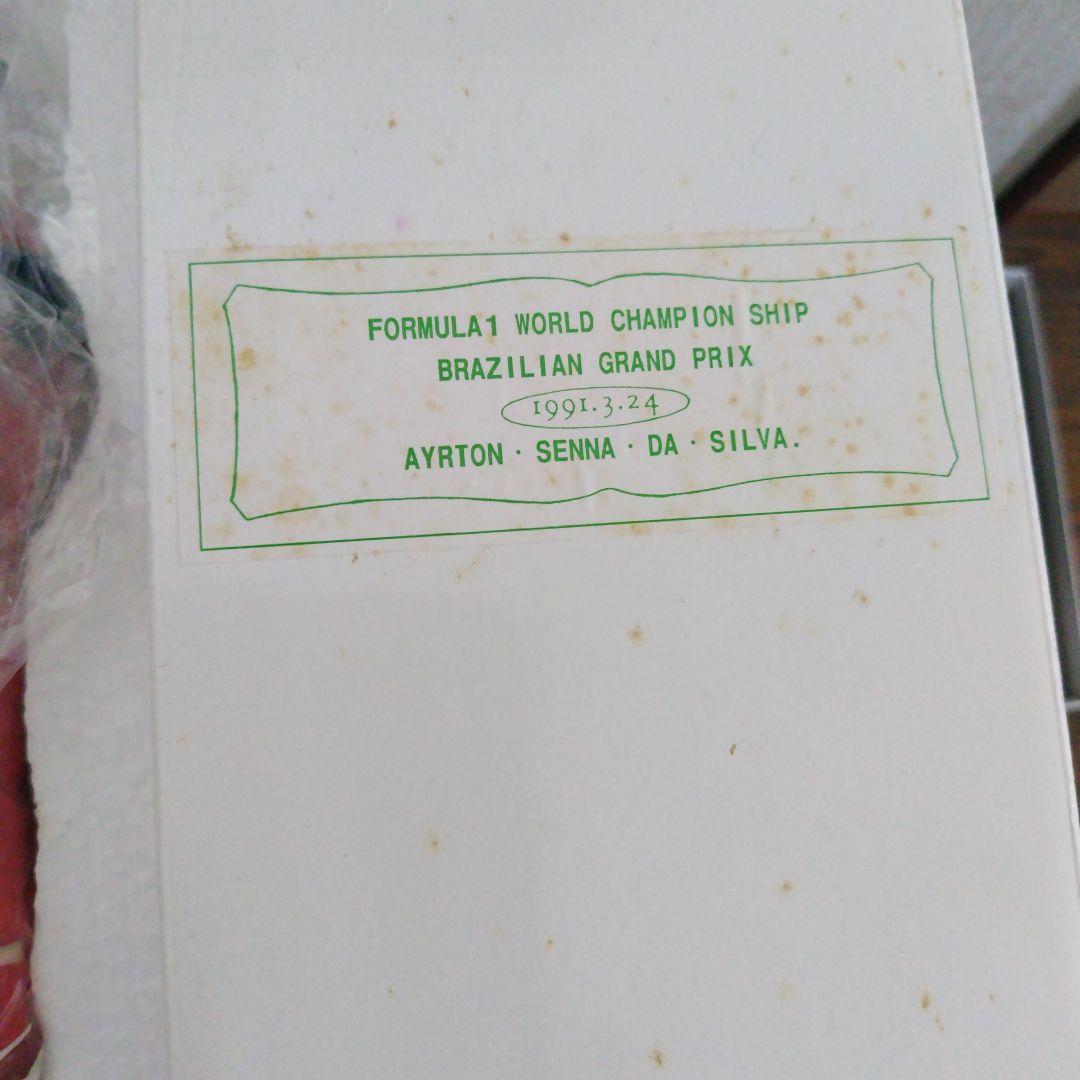 FORMULA1 WORLD CHAMPION SHIP
BRAZILIAN GRAND PRIX
1991.3.24
AYRTON · SENNA · DA · SILVA.